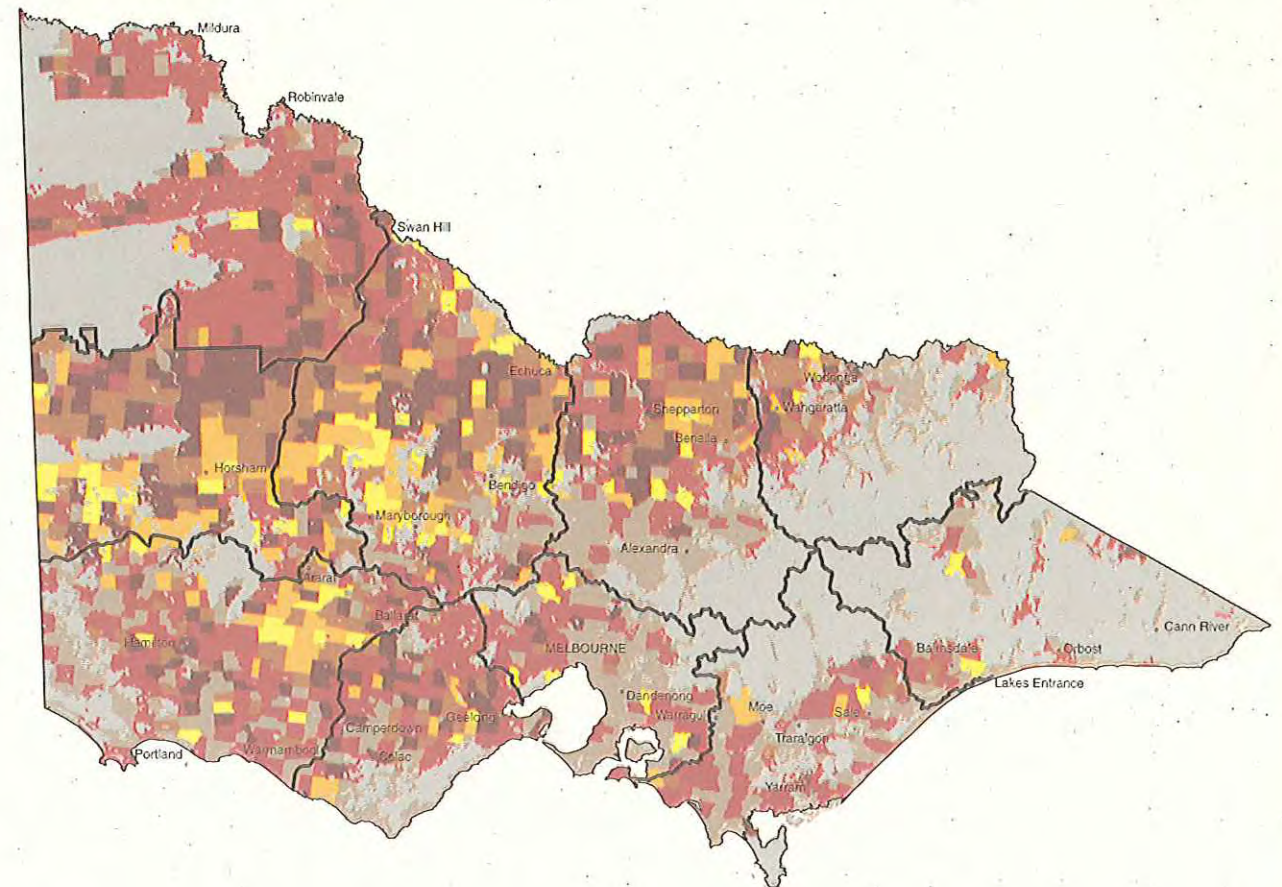 Mildura
Robinvale
Swan Hill
Echuca
Wodonga
Shepparton
Wangaratta
Benalla
Horsham
Bendigo
Maryborough
Alexandra
Ararat
Ballarat
Hamilton
MELBOURNE
Bairnsdale
Orbost
Cann River
Lakes Entrance
Dandenong
Geelong
Warragul
Moe
Sale
Camperdown
Traralgon
Portland
Warrnambool
Colac
Yarram